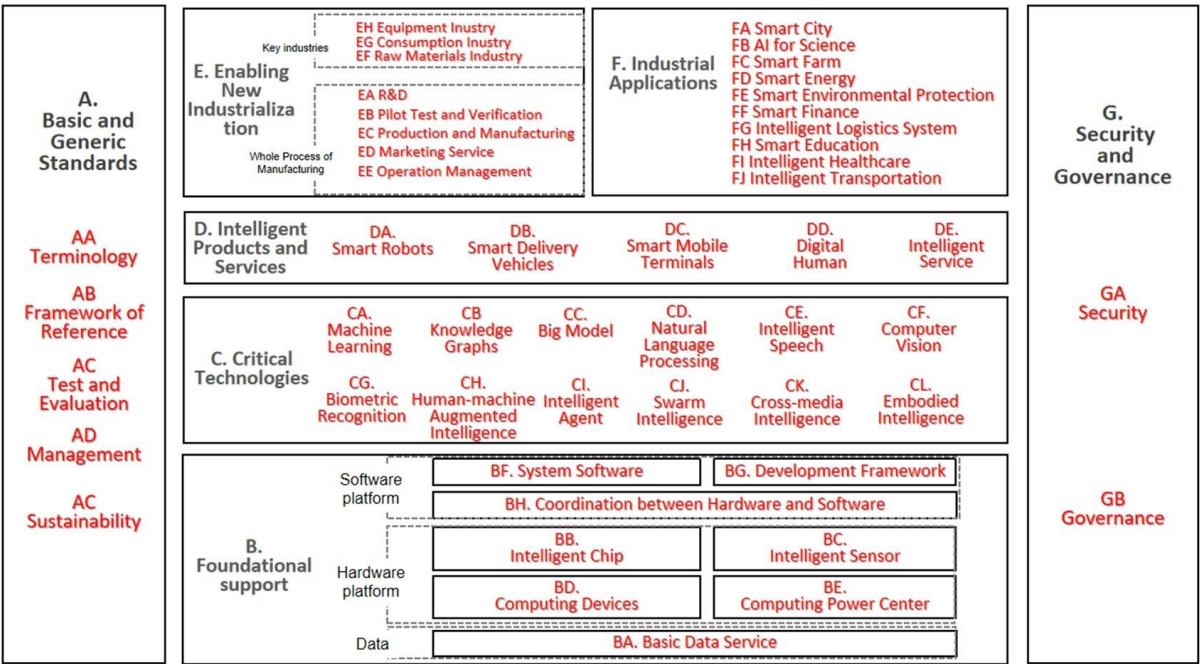 A.
Basic and
Generic
Standards
AA
Terminology
AB
Framework of
Reference
AC
Test and
Evaluation
AD
Management
AC
Sustainability
E. Enabling
New
Industrializa
tion
Key industries
EH Equipment Inustry
EG Consumption Inustry
EF Raw Materials Industry
Whole Process of
Manufacturing
EA R&D
EB Pilot Test and Verification
EC Production and Manufacturing
ED Marketing Service
EE Operation Management
F. Industrial
Applications
FA Smart City
FB AI for Science
FC Smart Farm
FD Smart Energy
FE Smart Environmental Protection
FF Smart Finance
FG Intelligent Logistics System
FH Smart Education
FI Intelligent Healthcare
FJ Intelligent Transportation
D. Intelligent
Products and
Services
DA.
Smart Robots
DB.
Smart Delivery
Vehicles
DC.
Smart Mobile
Terminals
DD.
Digital
Human
DE.
Intelligent
Service
C. Critical
Technologies
CA.
Machine
Learning
CB
Knowledge
Graphs
CC.
Big Model
CD.
Natural
Language
Processing
CE.
Intelligent
Speech
CF.
Computer
Vision
CG.
Biometric
Recognition
CH.
Human-machine
Augmented
Intelligence
CI.
Intelligent
Agent
CJ.
Swarm
Intelligence
CK.
Cross-media
Intelligence
CL.
Embodied
Intelligence
B.
Foundational
support
Software
platform
BF. System Software
BG. Development Framework
BH. Coordination between Hardware and Software
Hardware
platform
BB.
Intelligent Chip
BC.
Intelligent Sensor
BD.
Computing Devices
BE.
Computing Power Center
Data
BA. Basic Data Service
G.
Security
and
Governance
GA
Security
GB
Governance